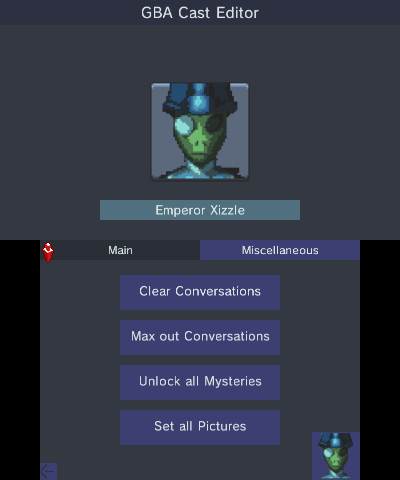 GBA Cast Editor
Emperor Xizzle
Main
Miscellaneous
Clear Conversations
Max out Conversations
Unlock all Mysteries
Set all Pictures